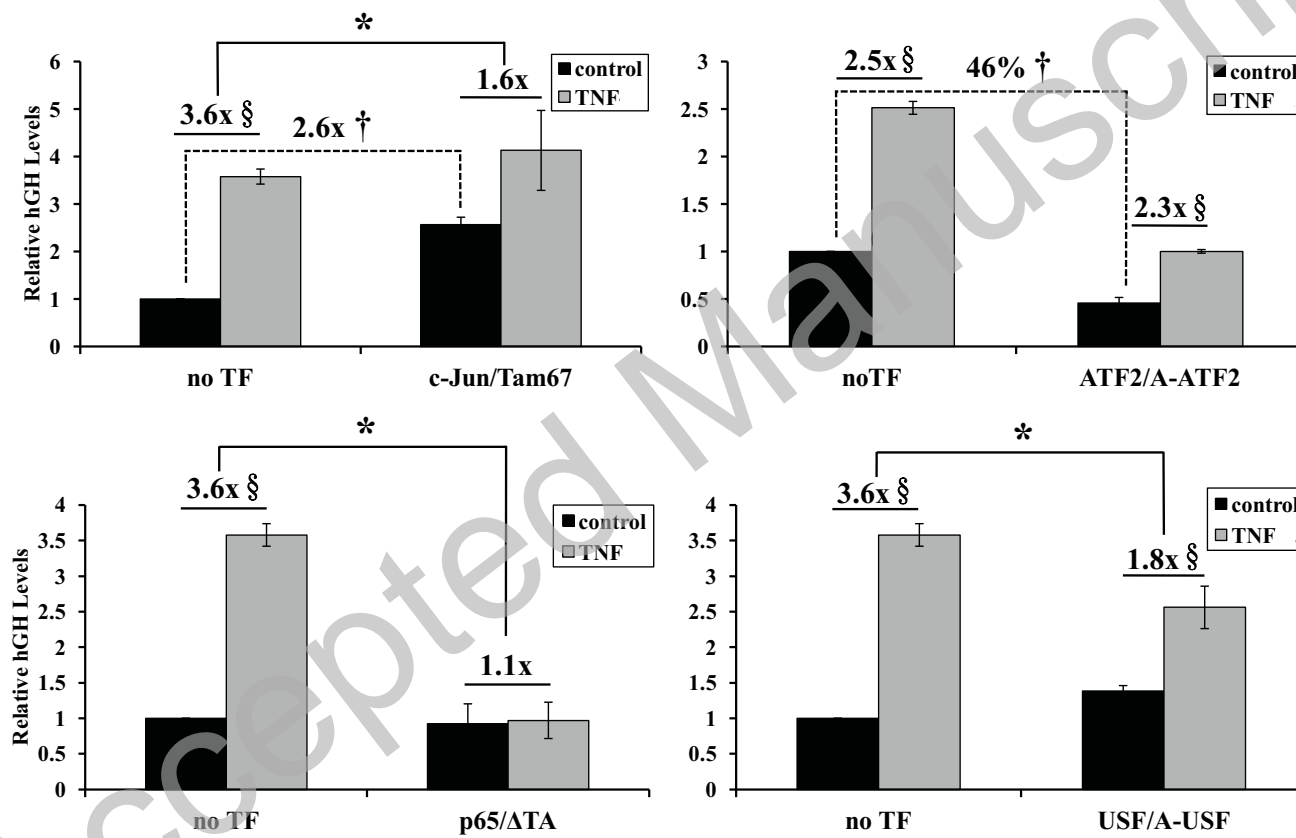 *
6
5
4
3
2
1
0
Relative hGH Levels
3.6x §
2.6x †
1.6x
control
TNF
no TF
c-Jun/Tam67
3
2.5
2
1.5
1
0.5
0
2.5x §
46% †
2.3x §
control
TNF
noTF
ATF2/A-ATF2
*
4
3.5
3
2.5
2
1.5
1
0.5
0
Relative hGH Levels
3.6x §
1.1x
control
TNF
no TF
p65/ΔTA
*
4
3.5
3
2.5
2
1.5
1
0.5
0
3.6x §
1.8x §
control
TNF
no TF
USF/A-USF
ccepted Manuscri